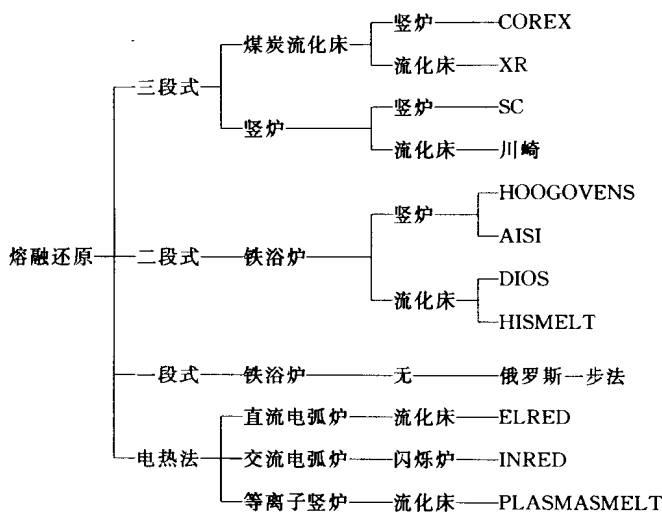 竖炉 COREX
煤炭流化床
流化床 XR
三段式
竖炉 SC
竖炉
流化床 川崎
HOOGOVENS
竖炉
AISI
熔融还原 二段式 铁浴炉
DIOS
流化床
HISMELT
一段式 铁浴炉 无 俄罗斯一步法
直流电弧炉 流化床 ELRED
电热法 交流电弧炉 闪烁炉 INRED
等离子竖炉 流化床 PLASMASMELT